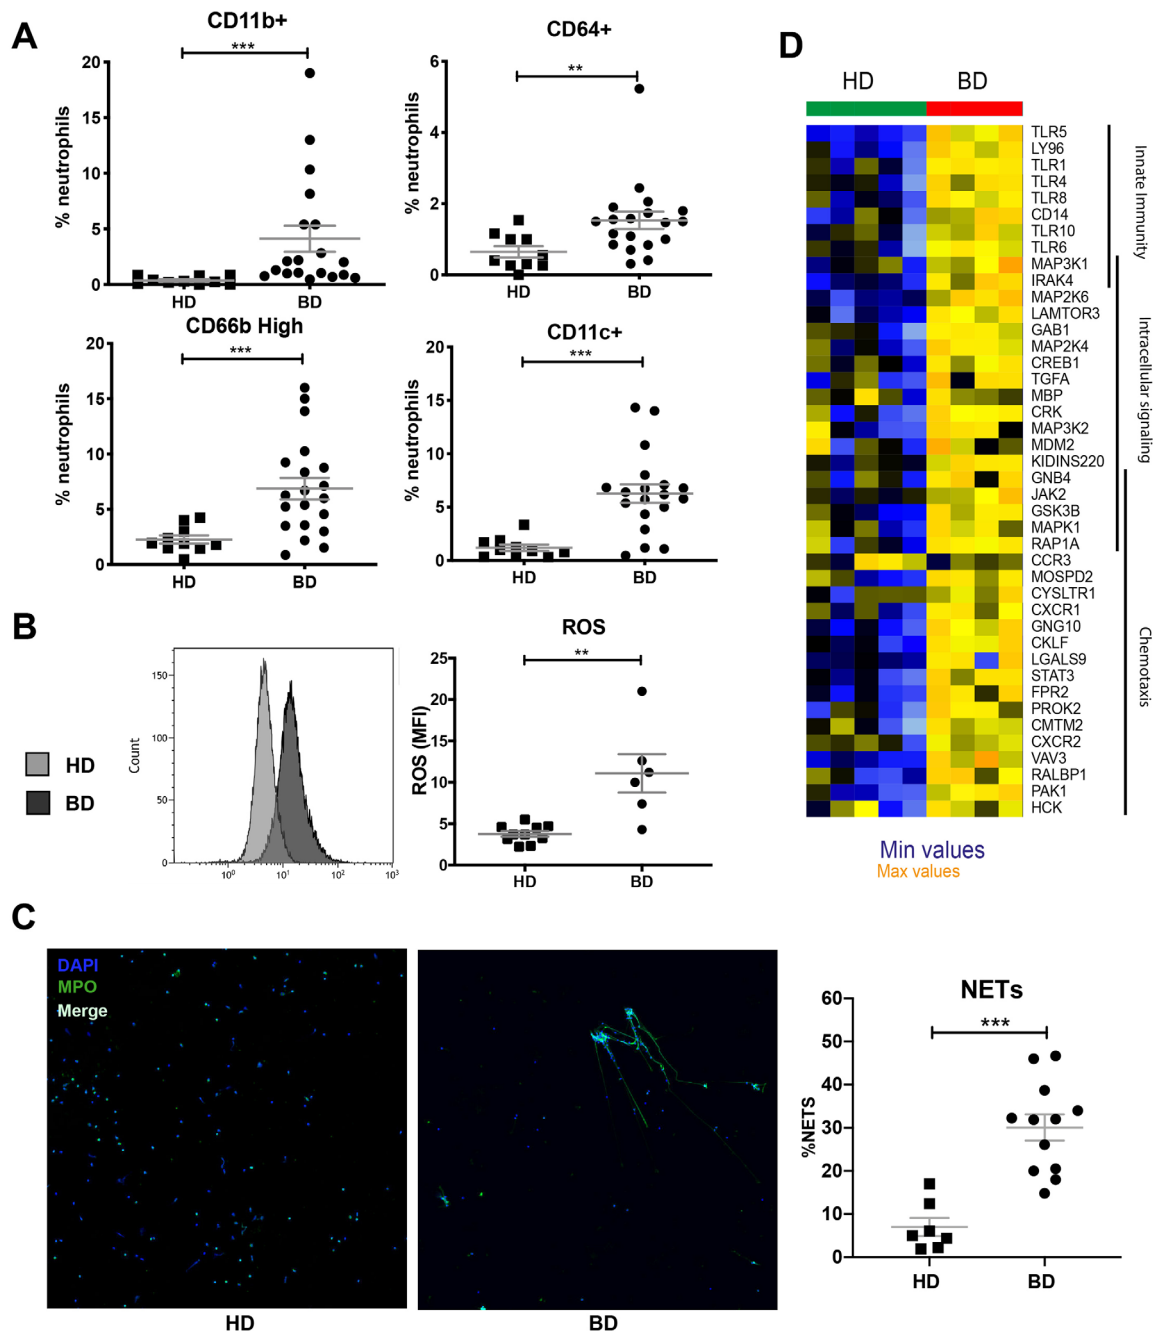 A
CD11b+
***
% neutrophils
20
15
10
5
0
HD
BD
CD64+
**
% neutrophils
6
4
2
0
HD
BD
CD66b High
***
% neutrophils
20
15
10
5
0
HD
BD
CD11c+
***
% neutrophils
20
15
10
5
0
HD
BD
B
HD
BD
Count
150
100
50
0
10⁰
10¹
10²
10³
ROS
**
ROS (MFI)
25
20
15
10
5
0
HD
BD
C
DAPI
MPO
Merge
HD
BD
NETs
***
%NETS
60
50
40
30
20
10
0
HD
BD
D
HD
BD
TLR5
LY96
TLR1
TLR4
TLR8
CD14
TLR10
TLR6
MAP3K1
IRAK4
MAP2K6
LAMTOR3
GAB1
MAP2K4
CREB1
TGFA
MBP
CRK
MAP3K2
MDM2
KIDINS220
GNB4
JAK2
GSK3B
MAPK1
RAP1A
CCR3
MOSPD2
CYSLTR1
CXCR1
GNG10
CKLF
LGALS9
STAT3
FPR2
PROK2
CMTM2
CXCR2
VAV3
RALBP1
PAK1
HCK
Innate Immunity
Intracellular signaling
Chemotaxis
Min values
Max values